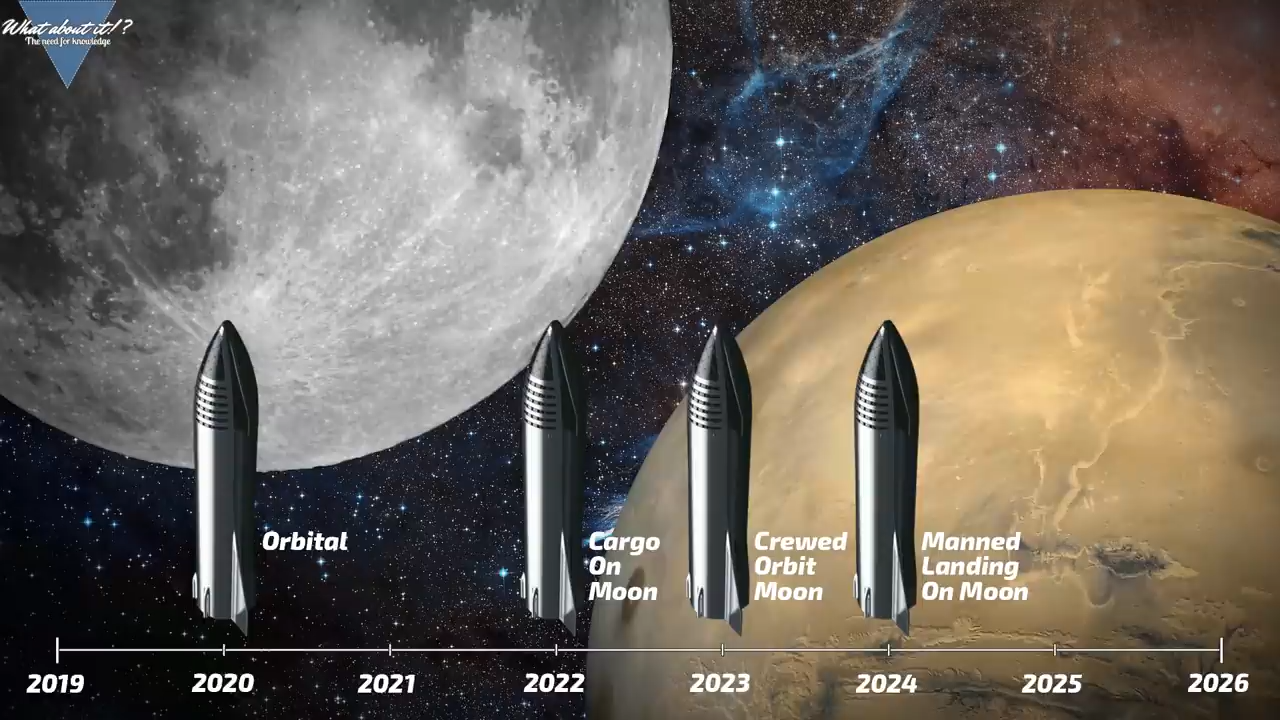 What about it!?
The need for knowledge
Orbital
Cargo
On
Moon
Crewed
Orbit
Moon
Manned
Landing
On Moon
2019 2020 2021 2022 2023 2024 2025 2026